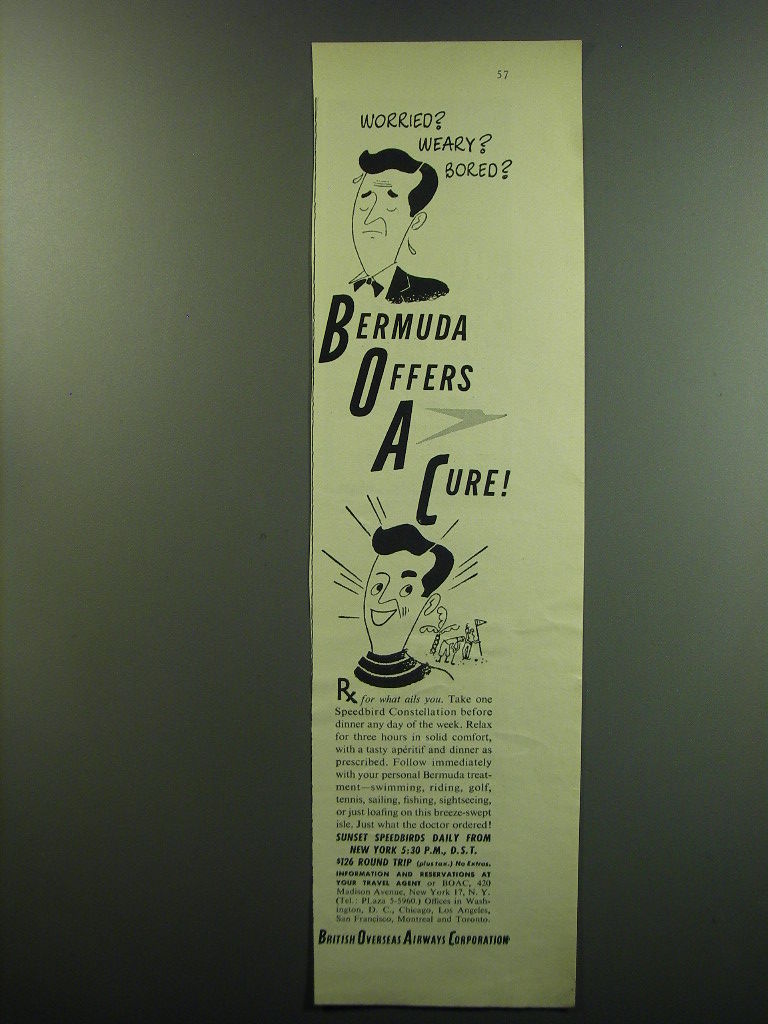 57
WORRIED?
WEARY?
BORED?
BERMUDA
OFFERS
A
CURE!
Rx for what ails you. Take one
Speedbird Constellation before
dinner any day of the week. Relax
for three hours in solid comfort,
with a tasty apéritif and dinner as
prescribed. Follow immediately
with your personal Bermuda treat-
ment—swimming, riding, golf,
tennis, sailing, fishing, sightseeing,
or just loafing on this breeze-swept
isle. Just what the doctor ordered!
SUNSET SPEEDBIRDS DAILY FROM
NEW YORK 5:30 P.M., D.S.T.
$126 ROUND TRIP (plus tax.) No Extras.
INFORMATION AND RESERVATIONS AT
YOUR TRAVEL AGENT or BOAC, 420
Madison Avenue, New York 17, N. Y.
(Tel.: PLaza 5-5960.) Offices in Wash-
ington, D. C., Chicago, Los Angeles,
San Francisco, Montreal and Toronto.
BRITISH OVERSEAS AIRWAYS CORPORATION